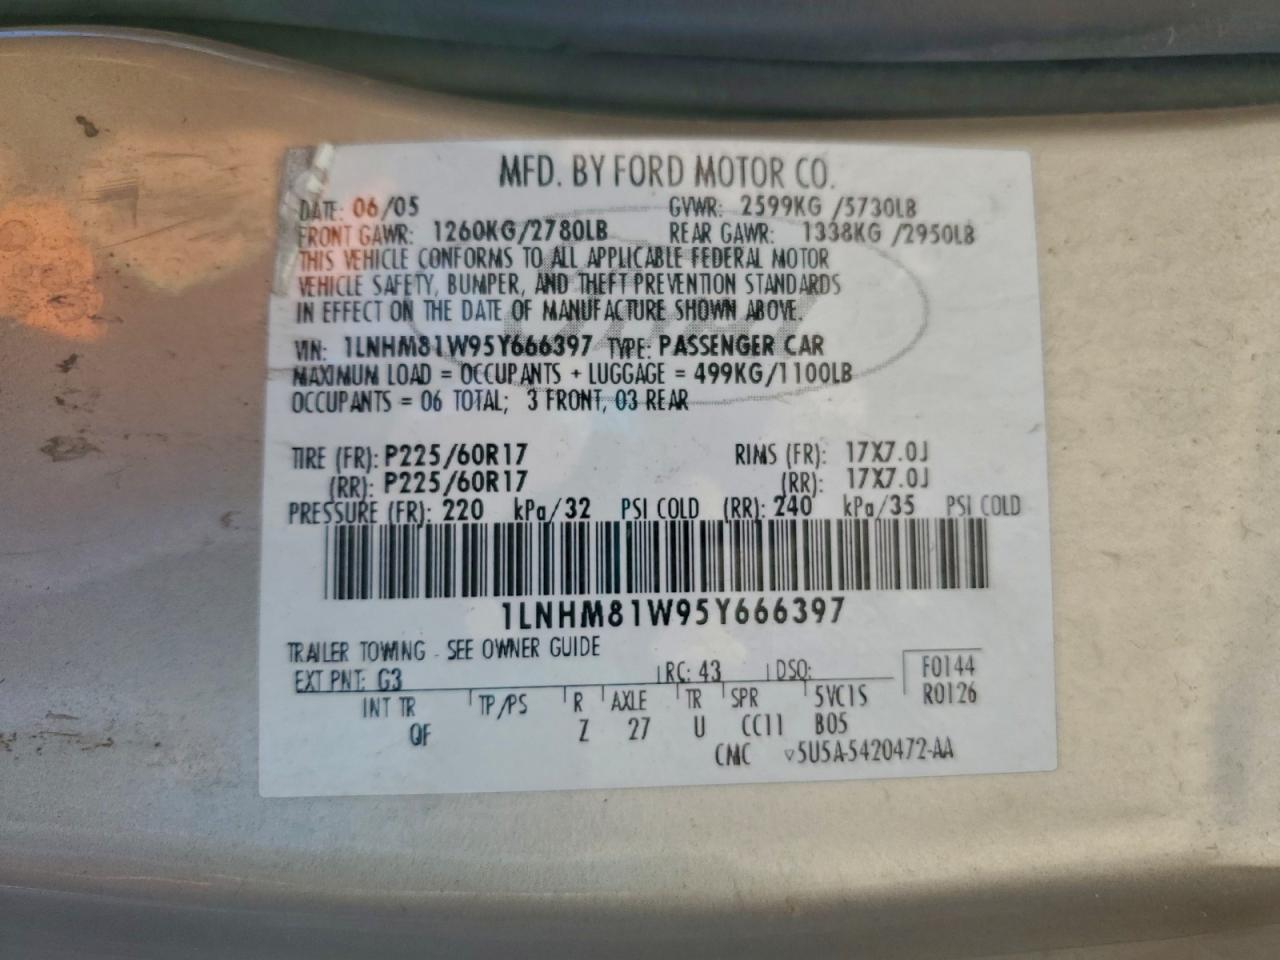 MFD. BY FORD MOTOR CO.
DATE: 06/05 GVWR: 2599KG /5730LB
FRONT GAWR: 1260KG/2780LB REAR GAWR: 1338KG /2950LB
THIS VEHICLE CONFORMS TO ALL APPLICABLE FEDERAL MOTOR
VEHICLE SAFETY, BUMPER, AND THEFT PREVENTION STANDARDS
IN EFFECT ON THE DATE OF MANUFACTURE SHOWN ABOVE.
VIN: 1LNHM81W95Y666397 TYPE: PASSENGER CAR
MAXIMUM LOAD = OCCUPANTS + LUGGAGE = 499KG/1100LB
OCCUPANTS = 06 TOTAL; 3 FRONT, 03 REAR
TIRE (FR): P225/60R17 RIMS (FR): 17X7.0J
(RR): P225/60R17 (RR): 17X7.0J
PRESSURE (FR): 220 kPa/32 PSI COLD (RR): 240 kPa/35 PSI COLD
1LNHM81W95Y666397
TRAILER TOWING - SEE OWNER GUIDE
EXT PNT: G3 RC: 43 DSO: F0144
INT TR TP/PS R AXLE TR SPR 5VC1S R0126
QF Z 27 U CC11 B05
CMC ▽5U5A-5420472-AA